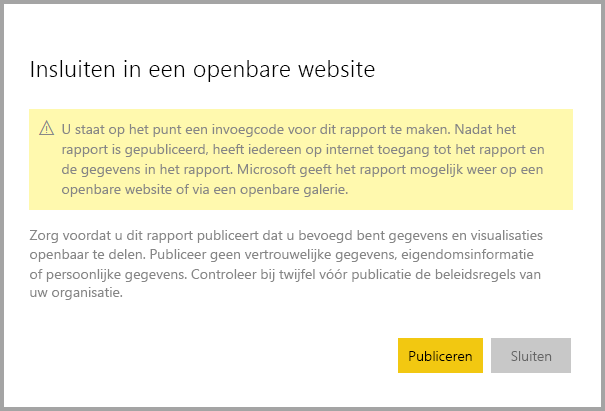 Insluiten in een openbare website
U staat op het punt een invoegcode voor dit rapport te maken. Nadat het
rapport is gepubliceerd, heeft iedereen op internet toegang tot het rapport en
de gegevens in het rapport. Microsoft geeft het rapport mogelijk weer op een
openbare website of via een openbare galerie.
Zorg voordat u dit rapport publiceert dat u bevoegd bent gegevens en visualisaties
openbaar te delen. Publiceer geen vertrouwelijke gegevens, eigendomsinformatie
of persoonlijke gegevens. Controleer bij twijfel vóór publicatie de beleidsregels van
uw organisatie.
Publiceren
Sluiten